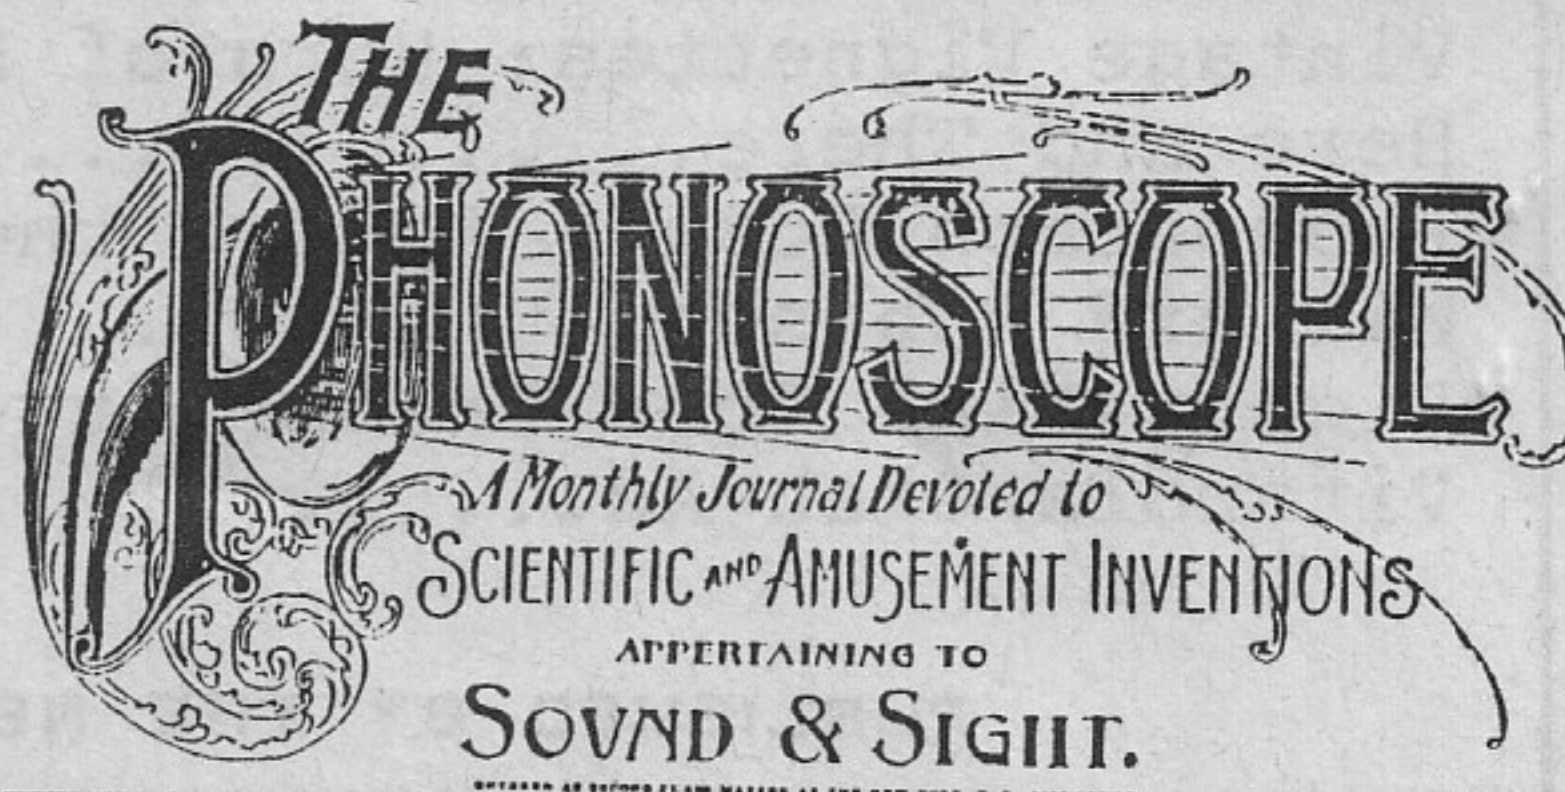 THE
PHONOSCOPE
A Monthly Journal Devoted to
SCIENTIFIC AND AMUSEMENT INVENTIONS
APPERTAINING TO
SOVND & SIGHT.